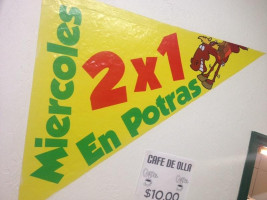 Miercoles
2x1
En Potras
CAFE DE OLLA
$10.00